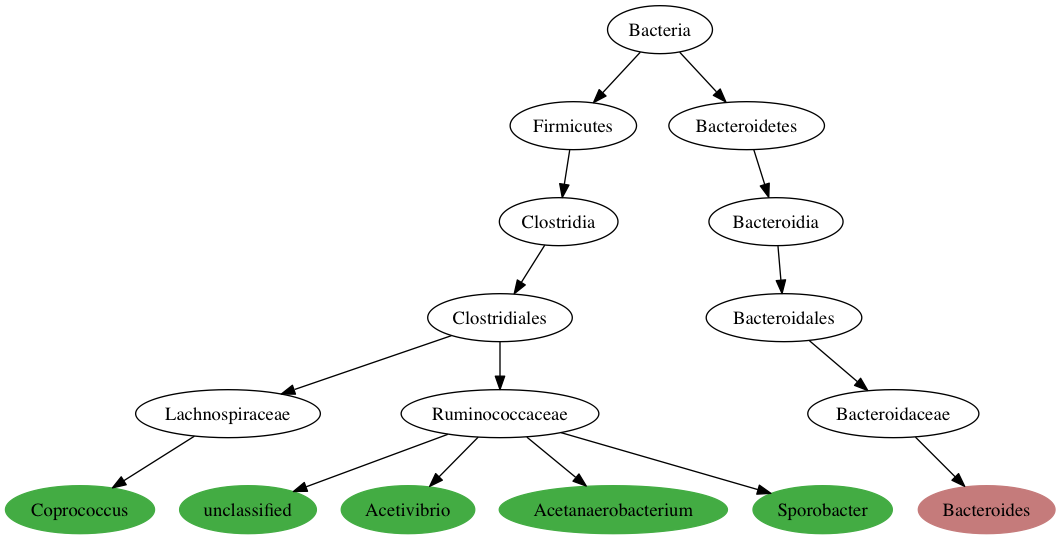 Bacteria
Firmicutes
Bacteroidetes
Clostridia
Bacteroidia
Clostridiales
Bacteroidales
Lachnospiraceae
Ruminococcaceae
Bacteroidaceae
Coprococcus
unclassified
Acetivibrio
Acetanaerobacterium
Sporobacter
Bacteroides